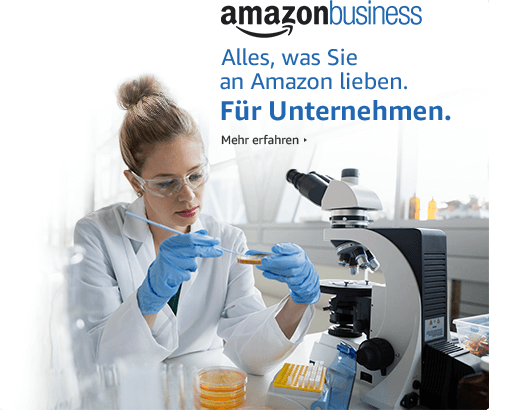 amazonbusiness
Alles, was Sie
an Amazon lieben.
Für Unternehmen.
Mehr erfahren ‣